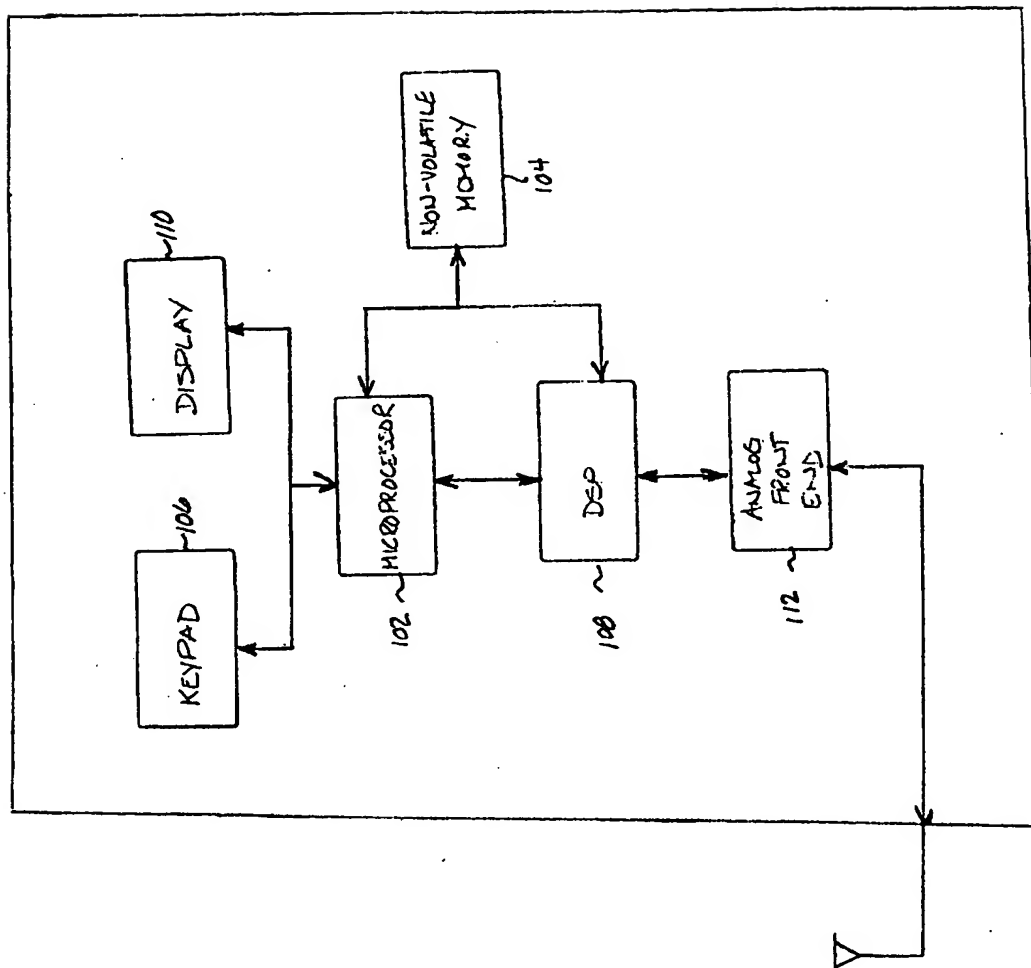 KEYPAD
106
DISPLAY
110
MICROPROCESSOR
102
NON-VOLATILE
MEMORY
104
DSP
108
ANALOG
FRONT
END
112